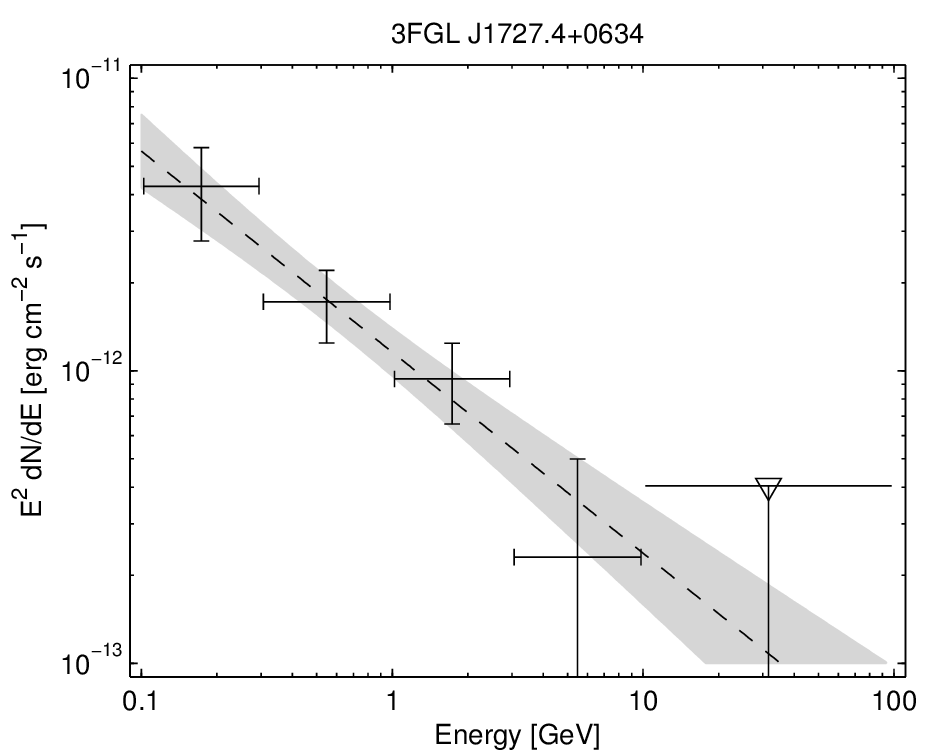 3FGL J1727.4+0634
10⁻¹¹
10⁻¹²
10⁻¹³
E² dN/dE [erg cm⁻² s⁻¹]
0.1 1 10 100
Energy [GeV]